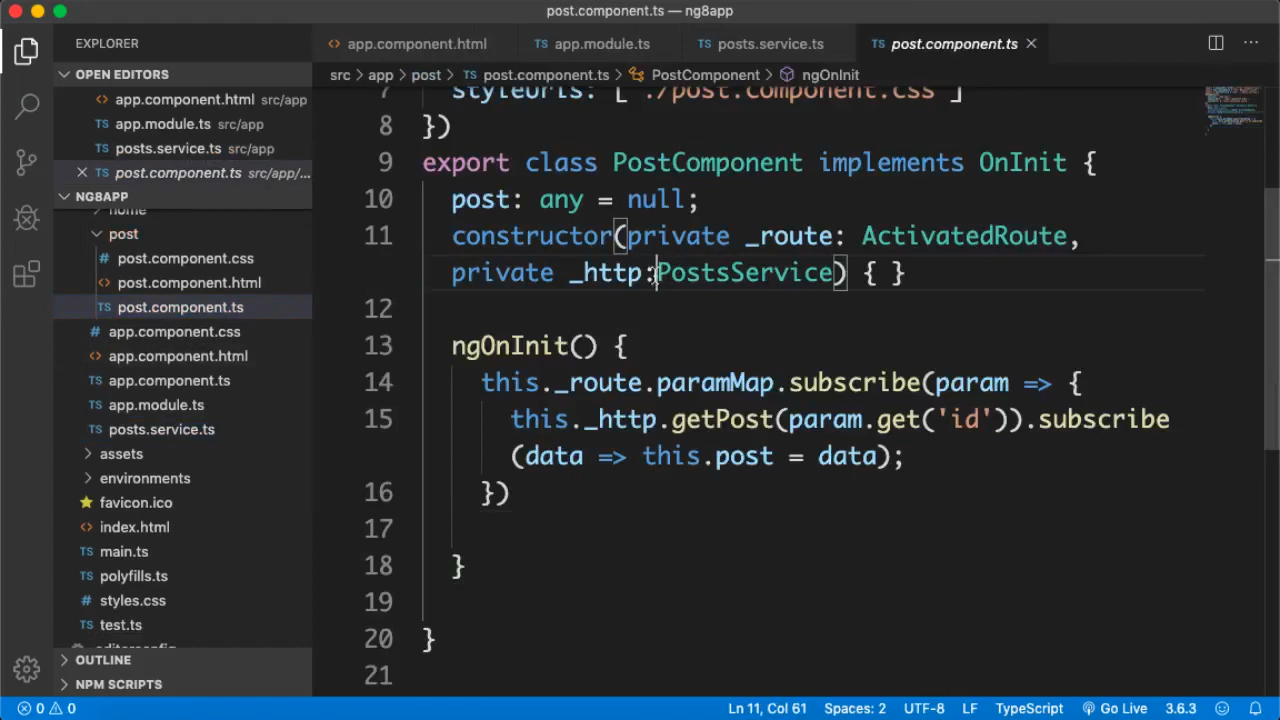 post.component.ts — ng8app
EXPLORER
app.component.html
app.module.ts
posts.service.ts
post.component.ts
OPEN EDITORS
app.component.html src/app
app.module.ts src/app
posts.service.ts src/app
post.component.ts src/app/...
NG8APP
home
post
post.component.css
post.component.html
post.component.ts
app.component.css
app.component.html
app.component.ts
app.module.ts
posts.service.ts
assets
environments
favicon.ico
index.html
main.ts
polyfills.ts
styles.css
test.ts
.editorconfig
OUTLINE
NPM SCRIPTS
src › app › post › TS post.component.ts › PostComponent › ngOnInit
7 styleUrls: ['./post.component.css']
8 })
9 export class PostComponent implements OnInit {
10 post: any = null;
11 constructor(private _route: ActivatedRoute,
private _http:PostsService) { }
12
13 ngOnInit() {
14 this._route.paramMap.subscribe(param => {
15 this._http.getPost(param.get('id')).subscribe
(data => this.post = data);
16 })
17
18 }
19
20 }
21
0 0 Ln 11, Col 61 Spaces: 2 UTF-8 LF TypeScript Go Live 3.6.3